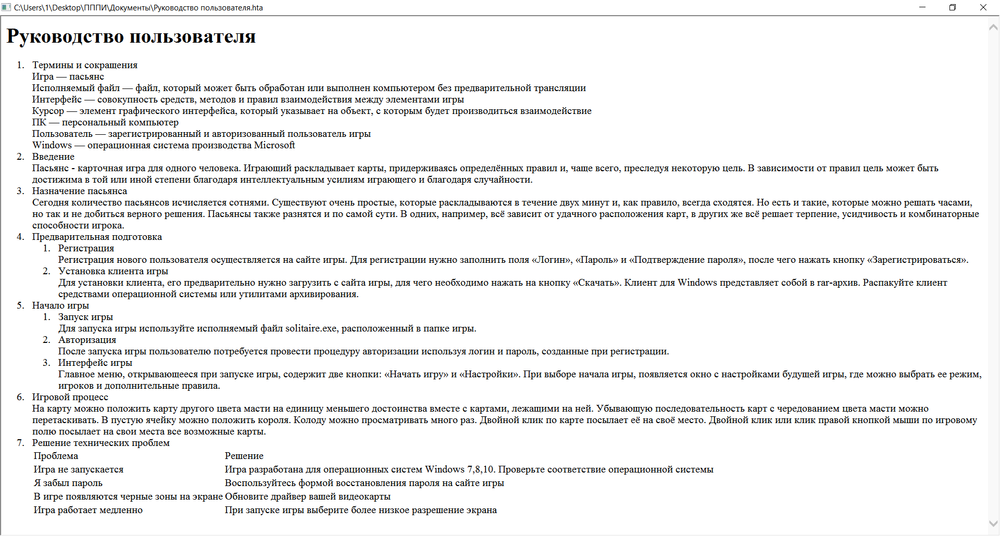 C:\Users\1\Desktop\ПППИ\Документы\Руководство пользователя.hta
Руководство пользователя
1. Термины и сокращения
Игра — пасьянс
Исполняемый файл — файл, который может быть обработан или выполнен компьютером без предварительной трансляции
Интерфейс — совокупность средств, методов и правил взаимодействия между элементами игры
Курсор — элемент графического интерфейса, который указывает на объект, с которым будет производиться взаимодействие
ПК — персональный компьютер
Пользователь — зарегистрированный и авторизованный пользователь игры
Windows — операционная система производства Microsoft
2. Введение
Пасьянс - карточная игра для одного человека. Играющий раскладывает карты, придерживаясь определённых правил и, чаще всего, преследуя некоторую цель. В зависимости от правил цель может быть
достижима в той или иной степени благодаря интеллектуальным усилиям играющего и благодаря случайности.
3. Назначение пасьянса
Сегодня количество пасьянсов исчисляется сотнями. Существуют очень простые, которые раскладываются в течение двух минут и, как правило, всегда сходятся. Но есть и такие, которые можно решать часами,
но так и не добиться верного решения. Пасьянсы также разнятся и по самой сути. В одних, например, всё зависит от удачного расположения карт, в других же всё решает терпение, усидчивость и комбинаторные
способности игрока.
4. Предварительная подготовка
1. Регистрация
Регистрация нового пользователя осуществляется на сайте игры. Для регистрации нужно заполнить поля «Логин», «Пароль» и «Подтверждение пароля», после чего нажать кнопку «Зарегистрироваться».
2. Установка клиента игры
Для установки клиента, его предварительно нужно загрузить с сайта игры, для чего необходимо нажать на кнопку «Скачать». Клиент для Windows представляет собой в rar-архив. Распакуйте клиент
средствами операционной системы или утилитами архивирования.
5. Начало игры
1. Запуск игры
Для запуска игры используйте исполняемый файл solitaire.exe, расположенный в папке игры.
2. Авторизация
После запуска игры пользователю потребуется провести процедуру авторизации используя логин и пароль, созданные при регистрации.
3. Интерфейс игры
Главное меню, открывающееся при запуске игры, содержит две кнопки: «Начать игру» и «Настройки». При выборе начала игры, появляется окно с настройками будущей игры, где можно выбрать ее режим,
игроков и дополнительные правила.
6. Игровой процесс
На карту можно положить карту другого цвета масти на единицу меньшего достоинства вместе с картами, лежащими на ней. Убывающую последовательность карт с чередованием цвета масти можно
перетаскивать. В пустую ячейку можно положить короля. Колоду можно просматривать много раз. Двойной клик по карте посылает её на своё место. Двойной клик или клик правой кнопкой мыши по игровому
полю посылает на свои места все возможные карты.
7. Решение технических проблем
Проблема Решение
Игра не запускается Игра разработана для операционных систем Windows 7,8,10. Проверьте соответствие операционной системы
Я забыл пароль Воспользуйтесь формой восстановления пароля на сайте игры
В игре появляются черные зоны на экране Обновите драйвер вашей видеокарты
Игра работает медленно При запуске игры выберите более низкое разрешение экрана